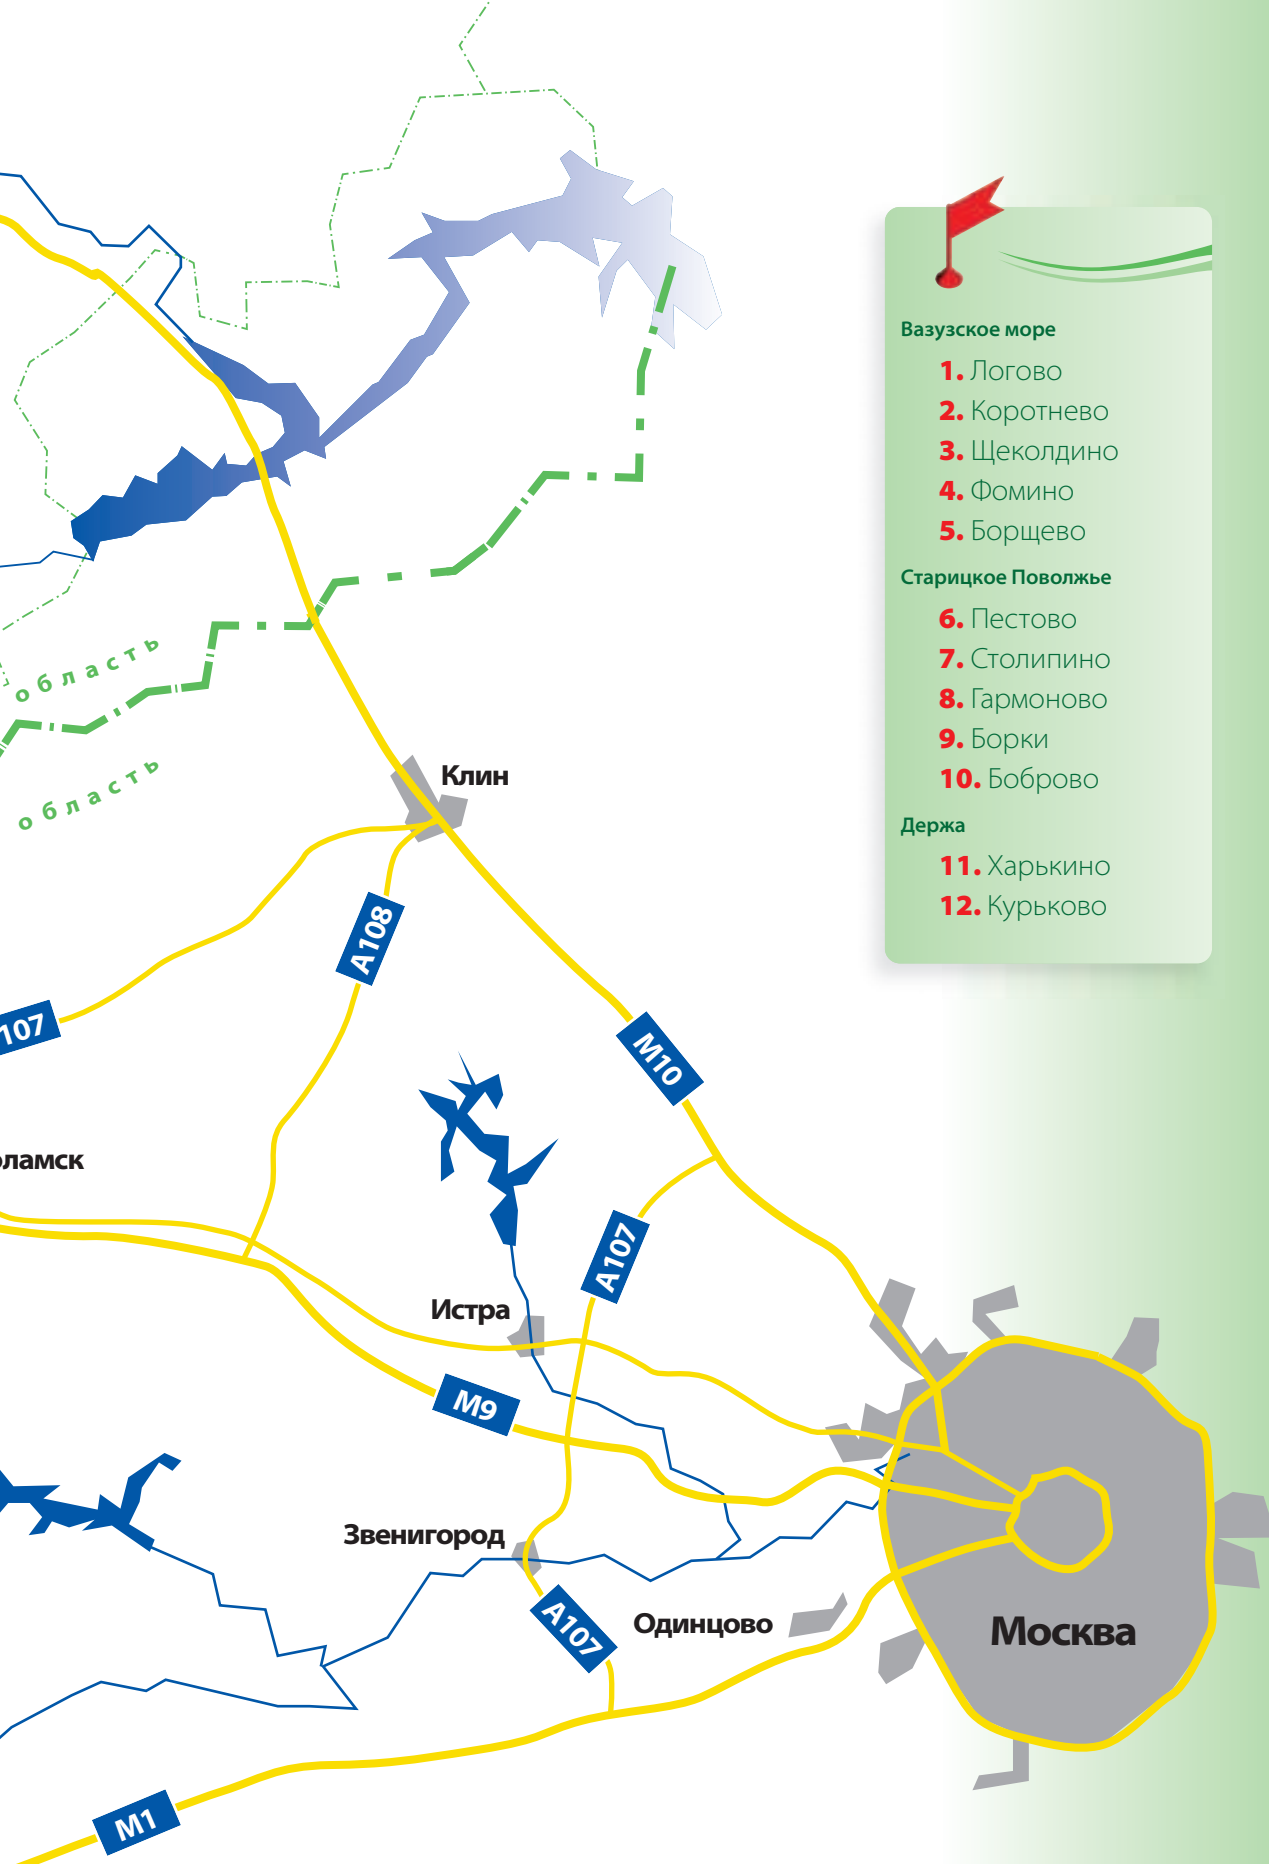 Вазузское море
1. Логово
2. Коротнево
3. Щеколдино
4. Фомино
5. Борщево
Старицкое Поволжье
6. Пестово
7. Столипино
8. Гармоново
9. Борки
10. Боброво
Держа
11. Харькино
12. Курьково
область
область
Клин
А108
107
М10
оламск
А107
Истра
М9
Звенигород
А107
Одинцово
Москва
М1